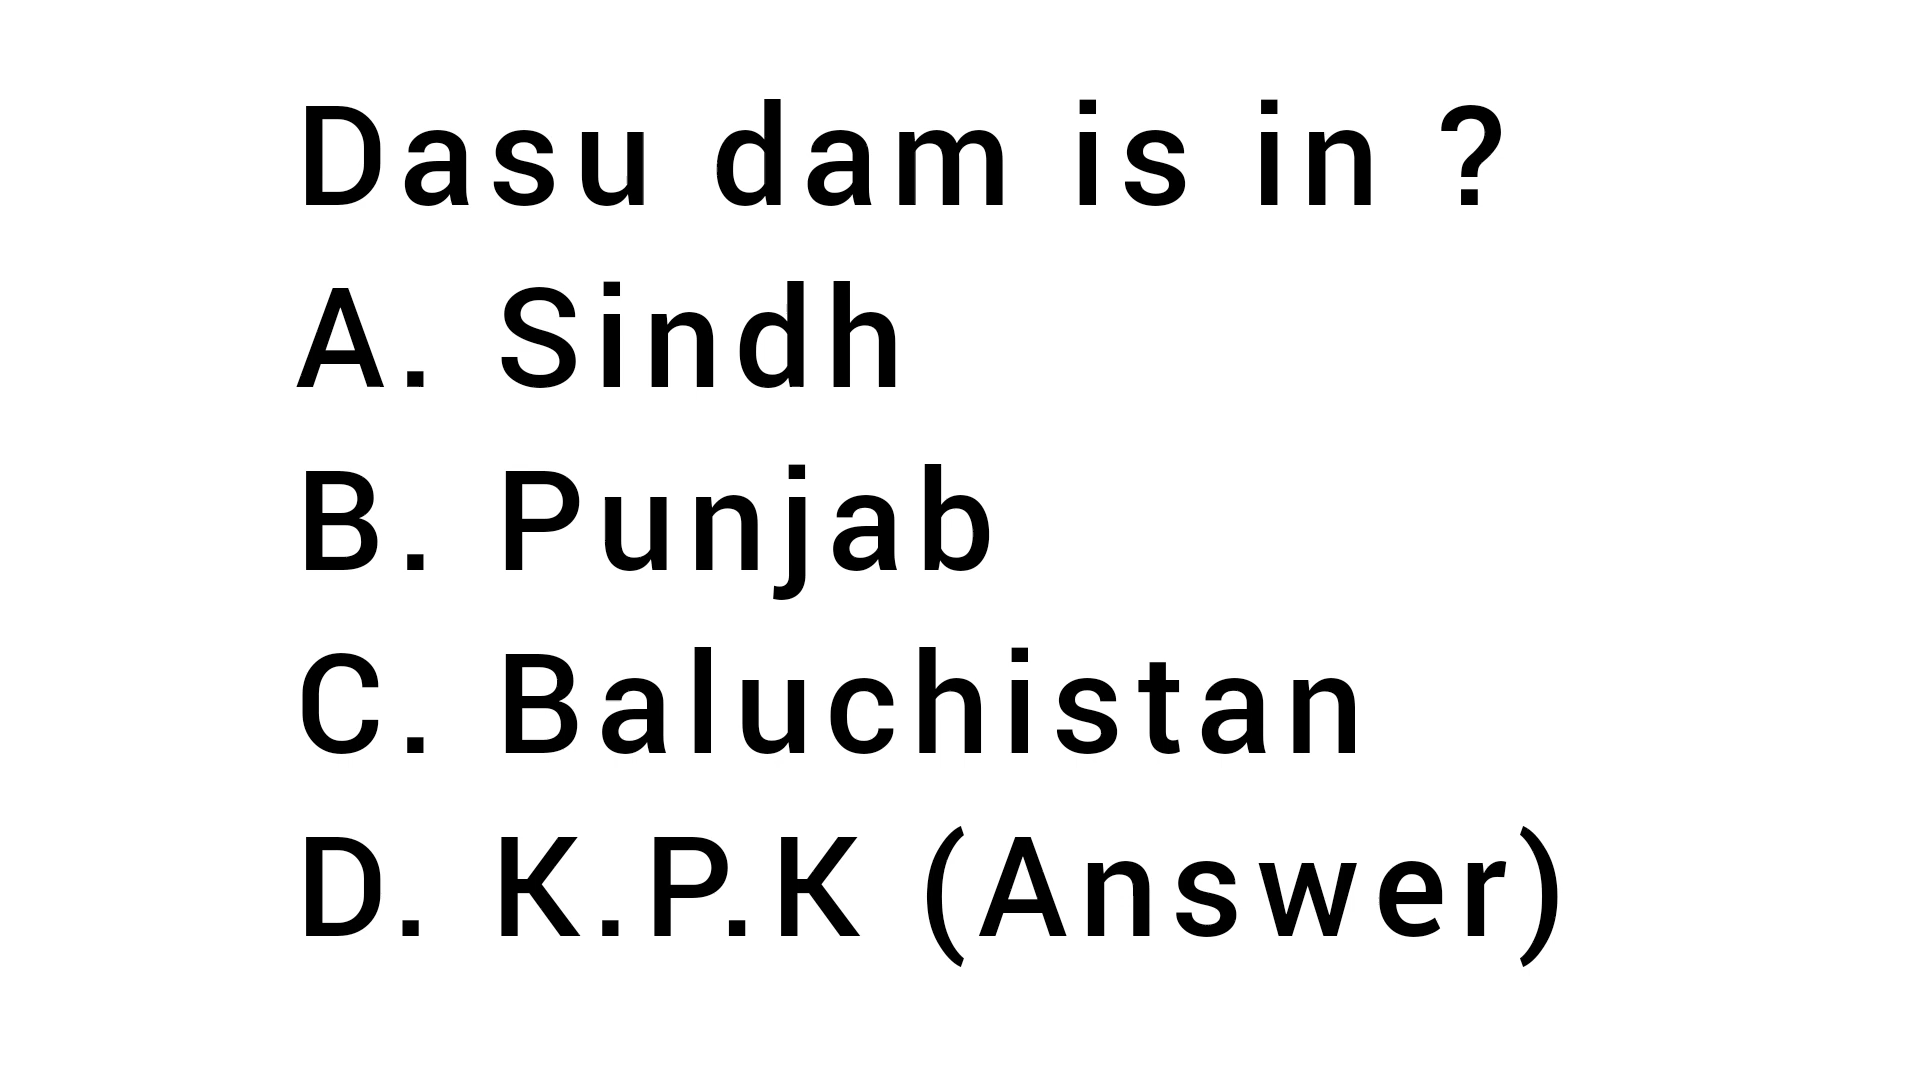 Dasu dam is in ?
A. Sindh
B. Punjab
C. Baluchistan
D. K.P.K (Answer)